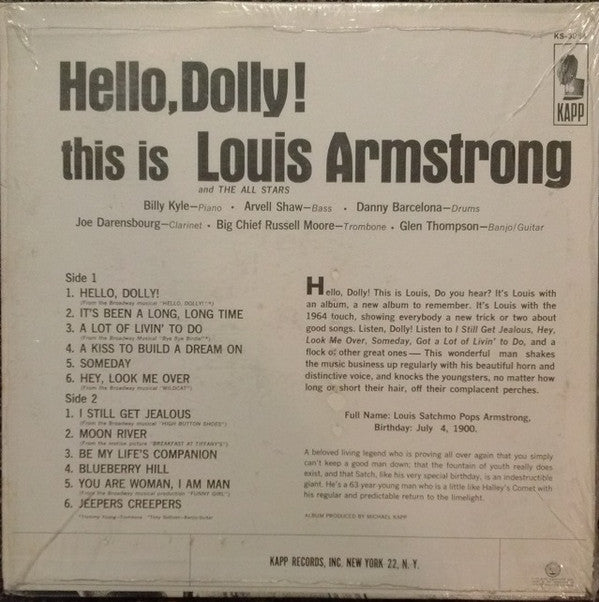 KS-3364
KAPP
Hello, Dolly!
this is Louis Armstrong
and THE ALL STARS
Billy Kyle—Piano • Arvell Shaw—Bass • Danny Barcelona—Drums
Joe Darensbourg—Clarinet • Big Chief Russell Moore—Trombone • Glen Thompson—Banjo/Guitar
Side 1
1. HELLO, DOLLY!
(From the Broadway musical "HELLO, DOLLY!"*)
2. IT'S BEEN A LONG, LONG TIME
3. A LOT OF LIVIN' TO DO
(From the Broadway Musical "Bye Bye Birdie"*)
4. A KISS TO BUILD A DREAM ON
5. SOMEDAY
6. HEY, LOOK ME OVER
(From the Broadway musical "WILDCAT")
Side 2
1. I STILL GET JEALOUS
(From the Broadway musical "HIGH BUTTON SHOES")
2. MOON RIVER
(From the motion picture "BREAKFAST AT TIFFANY'S")
3. BE MY LIFE'S COMPANION
4. BLUEBERRY HILL
5. YOU ARE WOMAN, I AM MAN
(From the Broadway musical production "FUNNY GIRL")
6. JEEPERS CREEPERS
*Trummy Young—Trombone *Tony Gottuso—Banjo/Guitar
Hello, Dolly! This is Louis, Do you hear? It's Louis with
an album, a new album to remember. It's Louis with the
1964 touch, showing everybody a new trick or two about
good songs. Listen, Dolly! Listen to I Still Get Jealous, Hey,
Look Me Over, Someday, Got a Lot of Livin' to Do, and a
flock of other great ones — This wonderful man shakes
the music business up regularly with his beautiful horn and
distinctive voice, and knocks the youngsters, no matter how
long or short their hair, off their complacent perches.
Full Name: Louis Satchmo Pops Armstrong,
Birthday: July 4, 1900.
A beloved living legend who is proving all over again that you simply
can't keep a good man down; that the fountain of youth really does
exist, and that Satch, like his very special birthday, is an indestructible
giant. He's a 63 year young man who is a little like Halley's Comet with
his regular and predictable return to the limelight.
ALBUM PRODUCED BY MICHAEL KAPP
KAPP RECORDS, INC. NEW YORK 22, N. Y.